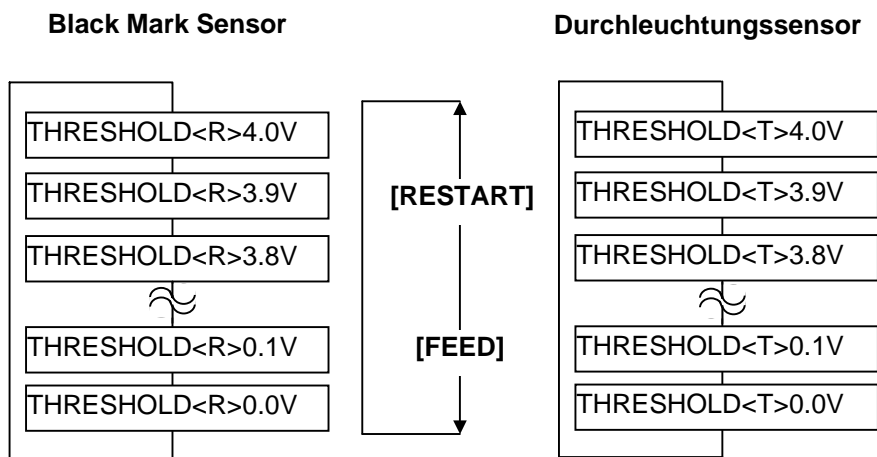 Black Mark Sensor
Durchleuchtungssensor
THRESHOLD<R>4.0V
THRESHOLD<R>3.9V
THRESHOLD<R>3.8V
THRESHOLD<R>0.1V
THRESHOLD<R>0.0V
[RESTART]
[FEED]
THRESHOLD<T>4.0V
THRESHOLD<T>3.9V
THRESHOLD<T>3.8V
THRESHOLD<T>0.1V
THRESHOLD<T>0.0V